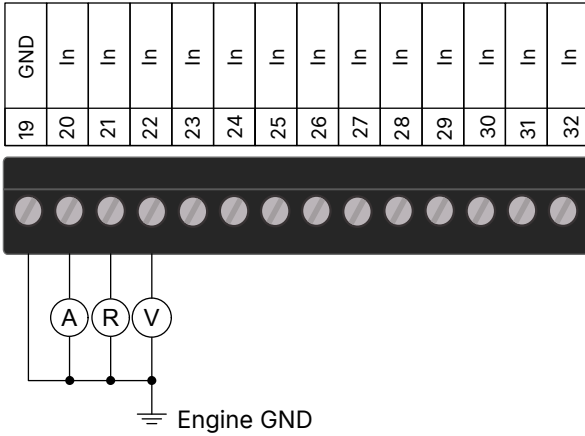 GND In In In In In In In In In In In In In
19 20 21 22 23 24 25 26 27 28 29 30 31 32
A R V
Engine GND